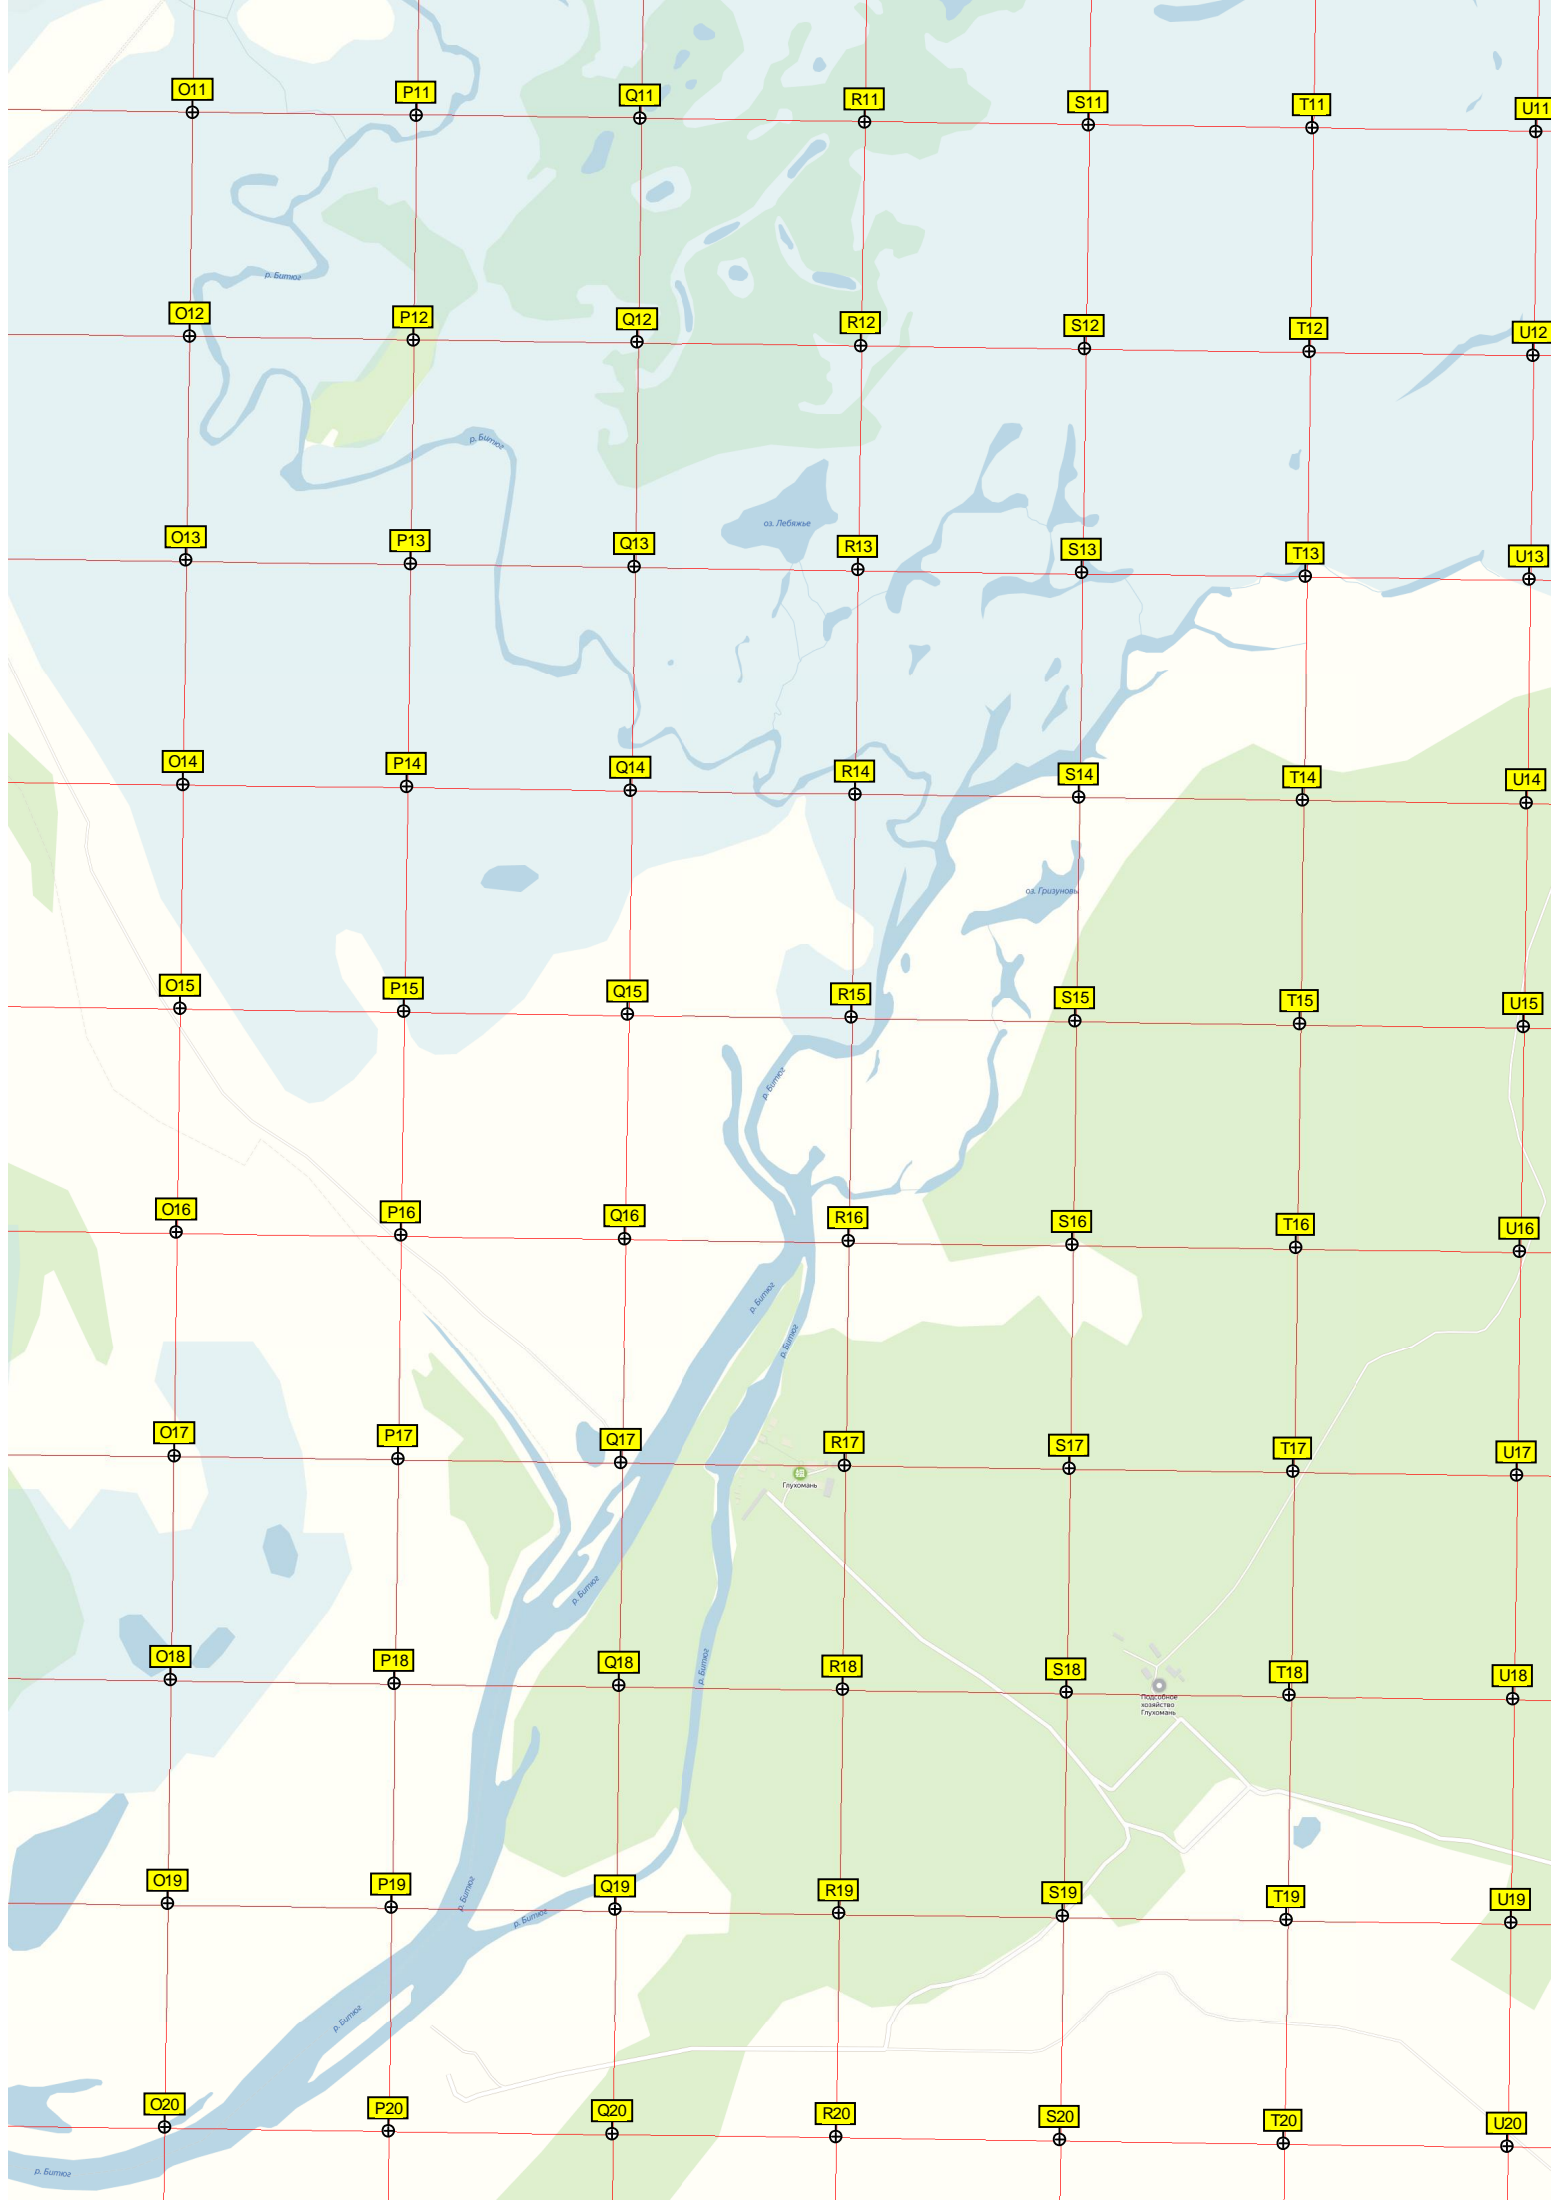 O11 P11 Q11 R11 S11 T11 U11
р. Битюг
O12 P12 Q12 R12 S12 T12 U12
р. Битюг
оз. Лебяжье
O13 P13 Q13 R13 S13 T13 U13
O14 P14 Q14 R14 S14 T14 U14
оз. Гризуновь
O15 P15 Q15 R15 S15 T15 U15
р. Битюг
O16 P16 Q16 R16 S16 T16 U16
р. Битюг
р. Битюг
O17 P17 Q17 R17 S17 T17 U17
Глухомань
р. Битюг
O18 P18 Q18 R18 S18 T18 U18
р. Битюг
Подсобное
хозяйство
Глухомань
O19 P19 Q19 R19 S19 T19 U19
р. Битюг
р. Битюг
р. Битюг
O20 P20 Q20 R20 S20 T20 U20
р. Битюг